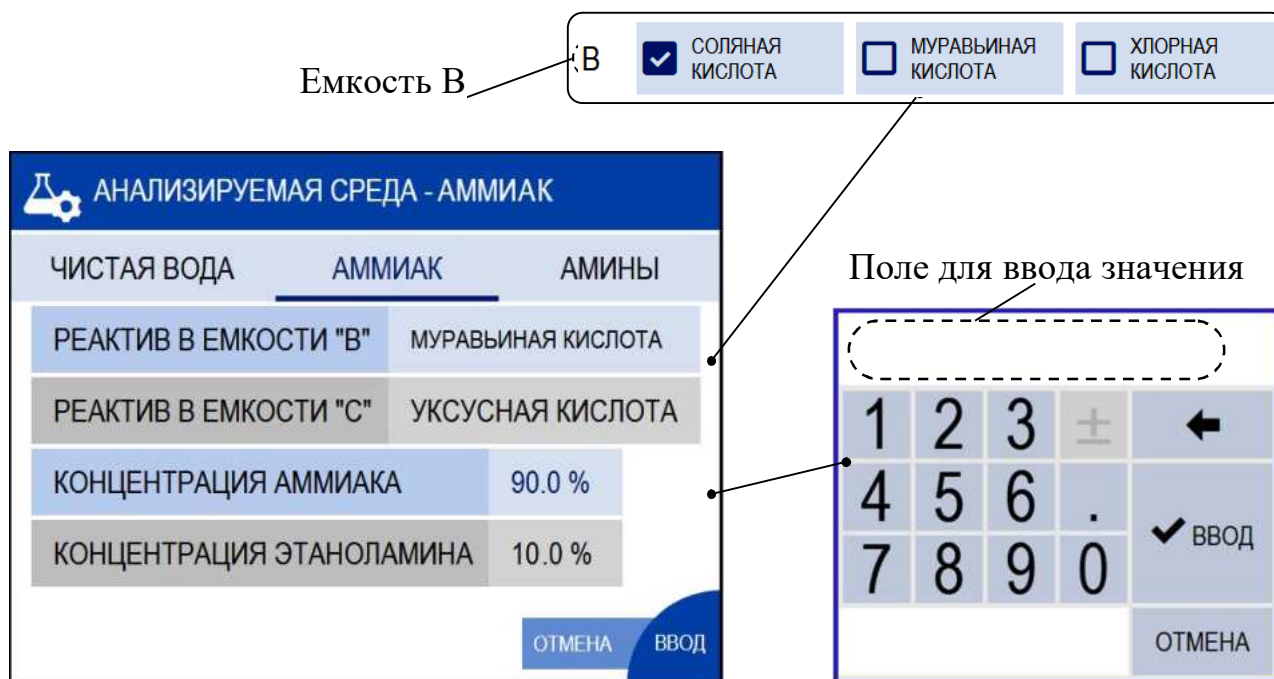 В
СОЛЯНАЯ
КИСЛОТА
МУРАВЬИНАЯ
КИСЛОТА
ХЛОРНАЯ
КИСЛОТА
Емкость В
АНАЛИЗИРУЕМАЯ СРЕДА - АММИАК
ЧИСТАЯ ВОДА АММИАК АМИНЫ
РЕАКТИВ В ЕМКОСТИ "В" МУРАВЬИНАЯ КИСЛОТА
РЕАКТИВ В ЕМКОСТИ "С" УКСУСНАЯ КИСЛОТА
КОНЦЕНТРАЦИЯ АММИАКА 90.0 %
КОНЦЕНТРАЦИЯ ЭТАНОЛАМИНА 10.0 %
ОТМЕНА ВВОД
Поле для ввода значения
1 2 3 ±
4 5 6 .
ВВОД
7 8 9 0
ОТМЕНА